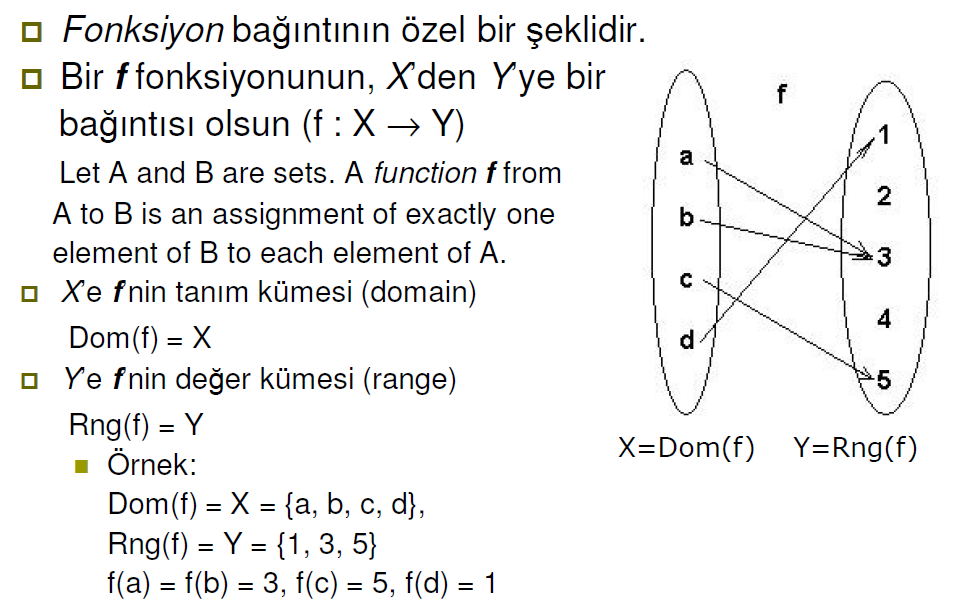 Fonksiyon bağıntının özel bir şeklidir.
Bir f fonksiyonunun, X'den Y'ye bir
bağıntısı olsun (f : X → Y)
Let A and B are sets. A function f from
A to B is an assignment of exactly one
element of B to each element of A.
X'e f'nin tanım kümesi (domain)
Dom(f) = X
Y'e f'nin değer kümesi (range)
Rng(f) = Y
Örnek:
Dom(f) = X = {a, b, c, d},
Rng(f) = Y = {1, 3, 5}
f(a) = f(b) = 3, f(c) = 5, f(d) = 1
f
a
b
c
d
1
2
3
4
5
X=Dom(f) Y=Rng(f)